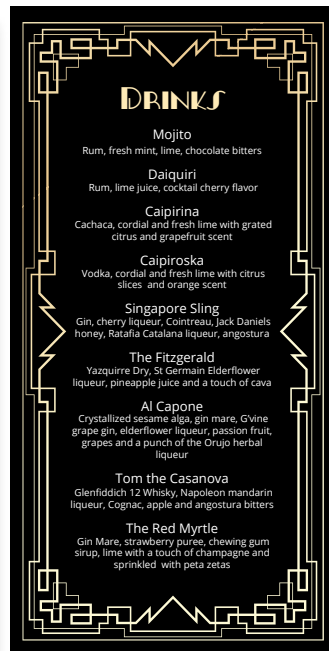 Drinks
Mojito
Rum, fresh mint, lime, chocolate bitters
Daiquiri
Rum, lime juice, cocktail cherry flavor
Caipirina
Cachaca, cordial and fresh lime with grated
citrus and grapefruit scent
Caipiroska
Vodka, cordial and fresh lime with citrus
slices and orange scent
Singapore Sling
Gin, cherry liqueur, Cointreau, Jack Daniels
honey, Ratafia Catalana liqueur, angostura
The Fitzgerald
Yazquirre Dry, St Germain Elderflower
liqueur, pineapple juice and a touch of cava
Al Capone
Crystallized sesame alga, gin mare, G'vine
grape gin, elderflower liqueur, passion fruit,
grapes and a punch of the Orujo herbal
liqueur
Tom the Casanova
Glenfiddich 12 Whisky, Napoleon mandarin
liqueur, Cognac, apple and angostura bitters
The Red Myrtle
Gin Mare, strawberry puree, chewing gum
sirup, lime with a touch of champagne and
sprinkled with peta zetas